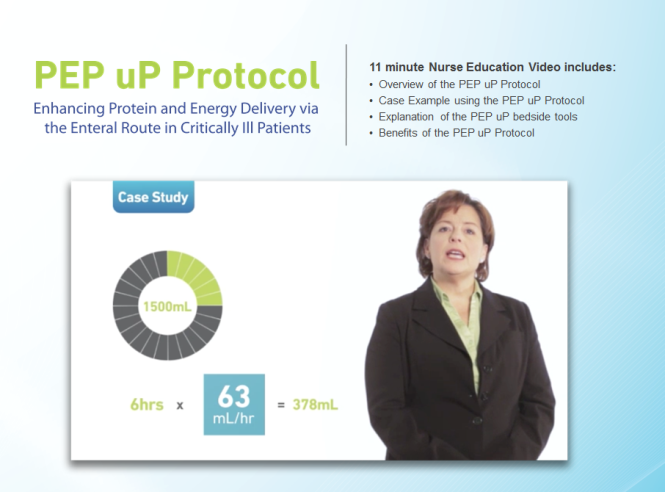 PEP uP Protocol
Enhancing Protein and Energy Delivery via
the Enteral Route in Critically Ill Patients
11 minute Nurse Education Video includes:
• Overview of the PEP uP Protocol
• Case Example using the PEP uP Protocol
• Explanation of the PEP uP bedside tools
• Benefits of the PEP uP Protocol
Case Study
1500mL
6hrs x 63 mL/hr = 378mL